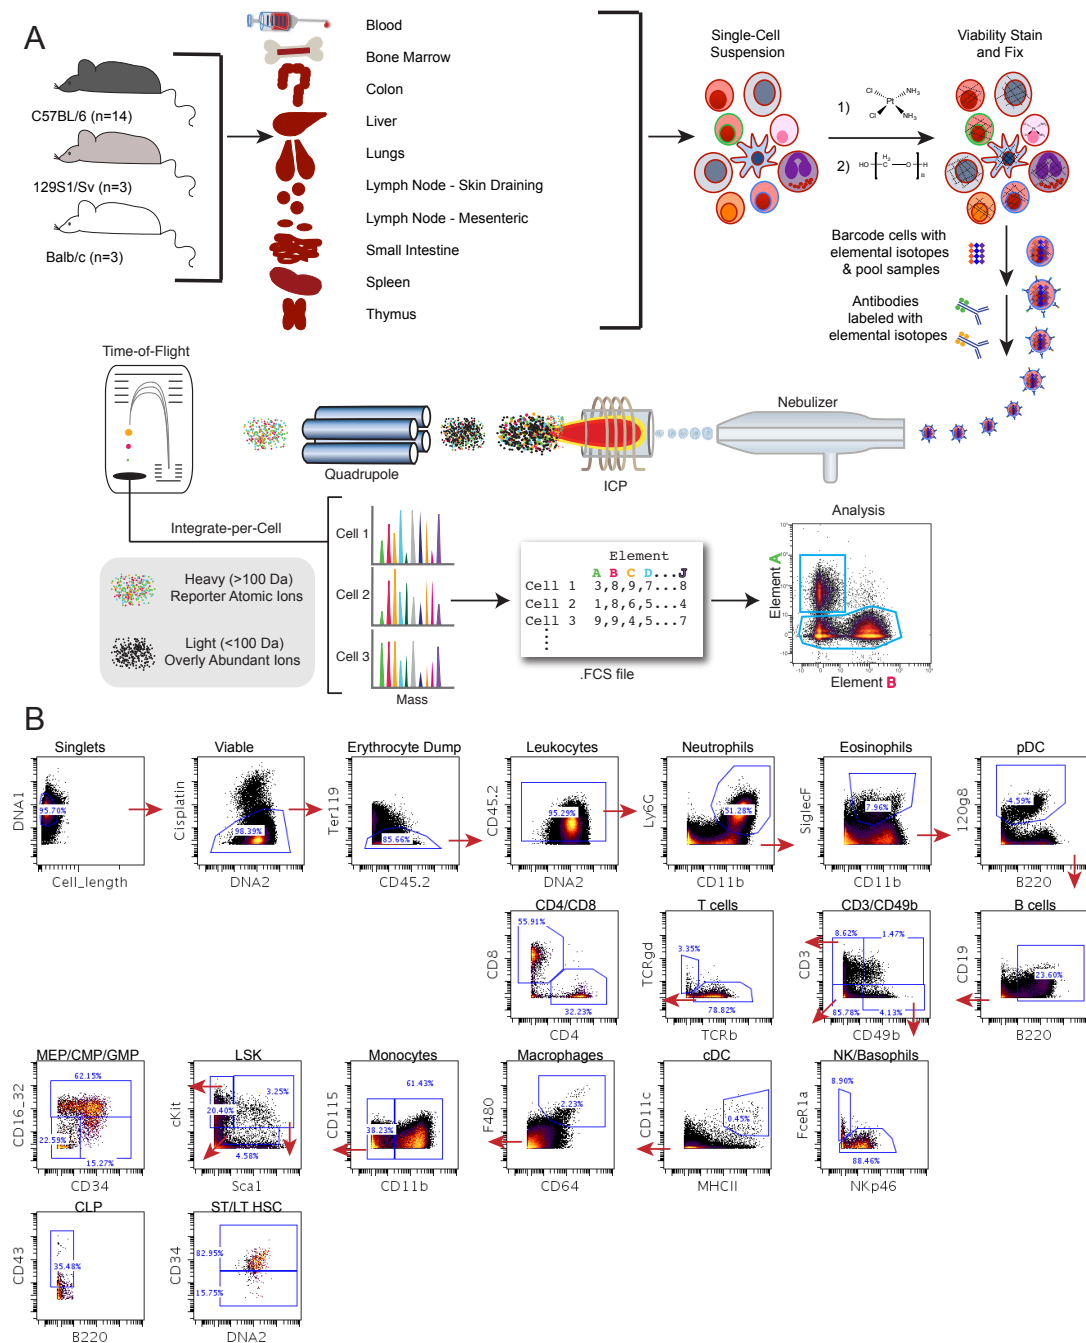 A
Blood
Bone Marrow
Colon
Liver
Lungs
Lymph Node - Skin Draining
Lymph Node - Mesenteric
Small Intestine
Spleen
Thymus
C57BL/6 (n=14)
129S1/Sv (n=3)
Balb/c (n=3)
Single-Cell
Suspension
Viability Stain
and Fix
1)
Cl
NH3
Pt
Cl
NH3
2)
HO
H2
C
O
H
n
Barcode cells with
elemental isotopes
& pool samples
Antibodies
labeled with
elemental isotopes
Time-of-Flight
Quadrupole
ICP
Nebulizer
Integrate-per-Cell
Heavy (>100 Da)
Reporter Atomic Ions
Light (<100 Da)
Overly Abundant Ions
Cell 1
Cell 2
Cell 3
Mass
Element
A B C D...J
Cell 1 3,8,9,7...8
Cell 2 1,8,6,5...4
Cell 3 9,9,4,5...7
.FCS file
Analysis
Element A
Element B
B
Singlets
DNA1
95.70%
Cell_length
Viable
Cisplatin
98.39%
DNA2
Erythrocyte Dump
Ter119
85.66%
CD45.2
Leukocytes
CD45.2
95.29%
DNA2
Neutrophils
Ly6G
51.28%
CD11b
Eosinophils
SiglecF
7.96%
CD11b
pDC
120g8
4.59%
B220
CD4/CD8
55.91%
CD8
32.23%
CD4
T cells
TCRgd
3.35%
78.82%
TCRb
CD3/CD49b
8.62%
1.47%
CD3
85.78%
4.13%
CD49b
B cells
CD19
23.60%
B220
MEP/CMP/GMP
62.15%
CD16_32
22.59%
15.27%
CD34
LSK
cKit
3.25%
20.40%
4.58%
Sca1
Monocytes
CD115
61.43%
38.23%
CD11b
Macrophages
F480
2.23%
CD64
cDC
CD11c
0.45%
MHCII
NK/Basophils
8.90%
FceR1a
88.46%
NKp46
CLP
CD43
35.48%
B220
ST/LT HSC
CD34
82.95%
15.75%
DNA2